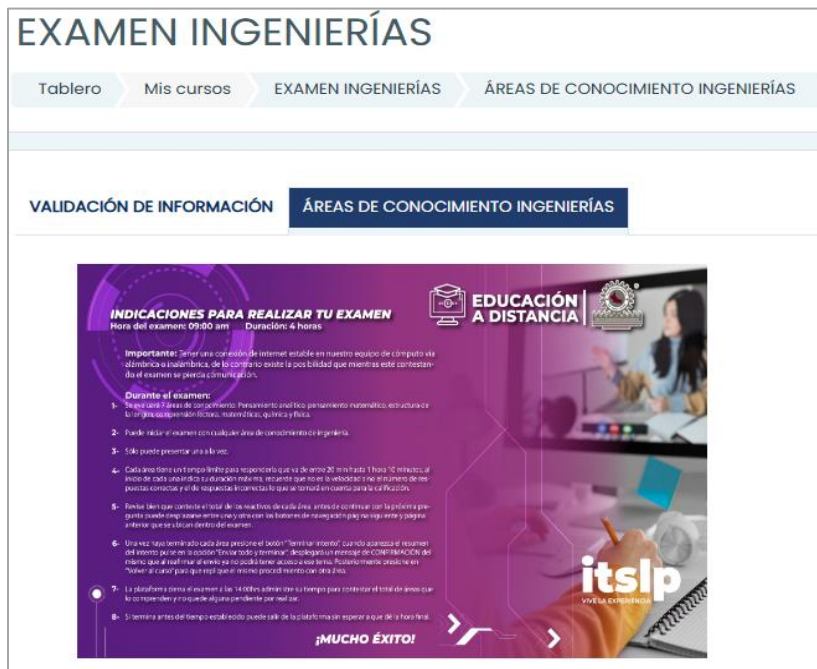 EXAMEN INGENIERÍAS
Tablero Mis cursos EXAMEN INGENIERÍAS ÁREAS DE CONOCIMIENTO INGENIERÍAS
VALIDACIÓN DE INFORMACIÓN ÁREAS DE CONOCIMIENTO INGENIERÍAS
INDICACIONES PARA REALIZAR TU EXAMEN
Hora del examen: 09:00 am Duración: 4 horas
EDUCACIÓN
A DISTANCIA
Importante: Tener una conexión de internet estable en nuestro equipo de cómputo vía
alámbrica o inalámbrica, de lo contrario existe la posibilidad que mientras esté contestan-
do el examen se pierda comunicación.
Durante el examen:
1- Se evaluará 7 áreas de conocimiento: Pensamiento analítico, pensamiento matemático, estructura de
la lengua, comprensión lectora, matemáticas, química y física.
2- Puede iniciar el examen con cualquier área de conocimiento de ingeniería.
3- Sólo puede presentar una a la vez.
4- Cada área tiene un tiempo límite para responderla que va de entre 20 min hasta 1 hora 10 minutos, al
inicio de cada una indica su duración máxima, recuerde que no es la velocidad si no el número de res-
puestas correctas y el de respuestas incorrectas lo que se tomará en cuenta para la calificación.
5- Revise bien que conteste el total de los reactivos de cada área, antes de continuar con la próxima pre-
gunta puede desplazarse entre una y otra con los botones de navegación página siguiente y página
anterior que se ubican dentro del examen.
6- Una vez haya terminado cada área presione el botón "Terminar intento", cuando aparezca el resumen
del intento pulse en la opción "Enviar todo y terminar", desplegará un mensaje de CONFIRMACIÓN del
mismo que al reafirmar el envío ya no podrá tener acceso a ese tema. Posteriormente presione en
"Volver al curso" para que replique el mismo procedimiento con otra área.
7- La plataforma cierra el examen a las 14:00hrs administre su tiempo para contestar el total de áreas que
lo comprenden y no quede alguna pendiente por realizar.
8- Si termina antes del tiempo establecido puede salir de la plataforma sin esperar a que dé la hora final.
¡MUCHO ÉXITO!
itslp
VIVE LA EXPERIENCIA